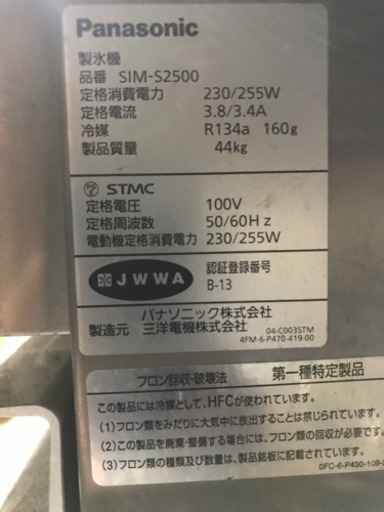 Panasonic
製氷機
品番 SIM-S2500
定格消費電力 230/255W
定格電流 3.8/3.4A
冷媒 R134a 160g
製品質量 44kg
STMC
定格電圧 100V
定格周波数 50/60Hz
電動機定格消費電力 230/255W
JWWA 認証登録番号
B-13
パナソニック株式会社
製造元 三洋電機株式会社
04-C003STM
4FM-6-P470-419-00
フロン回収・破壊法 第一種特定製品
この製品には冷媒として、HFCが使われています。
(1)フロン類をみだりに大気中に放出することは禁じられています。
(2)この製品を廃棄・整備する場合には、フロン類の回収が必要です。
(3)フロン類の種類及び数量は、製品銘板に記載されています。
0FC-6-P430-109-